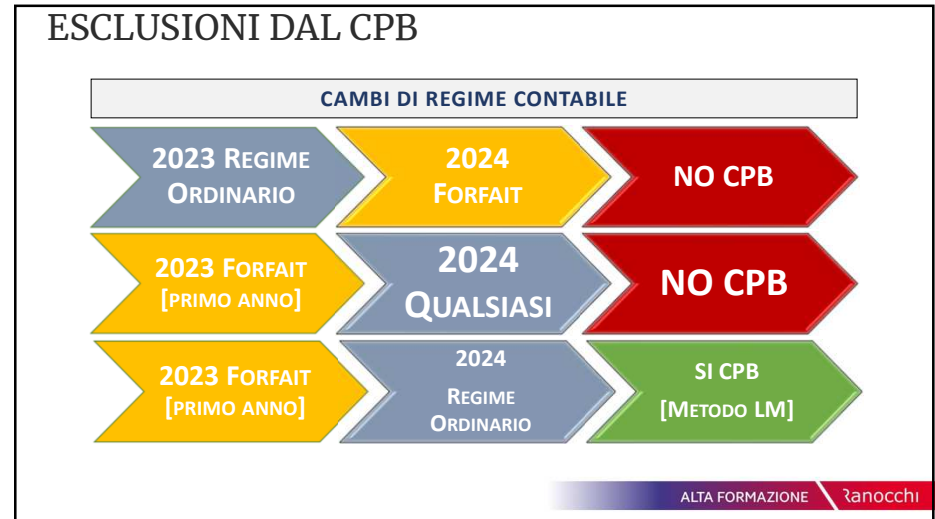 ESCLUSIONI DAL CPB
CAMBI DI REGIME CONTABILE
2023 REGIME
ORDINARIO
2024
FORFAIT
NO CPB
2023 FORFAIT
[PRIMO ANNO]
2024
QUALSIASI
NO CPB
2023 FORFAIT
[PRIMO ANNO]
2024
REGIME
ORDINARIO
SI CPB
[METODO LM]
ALTA FORMAZIONE
Ranocchi